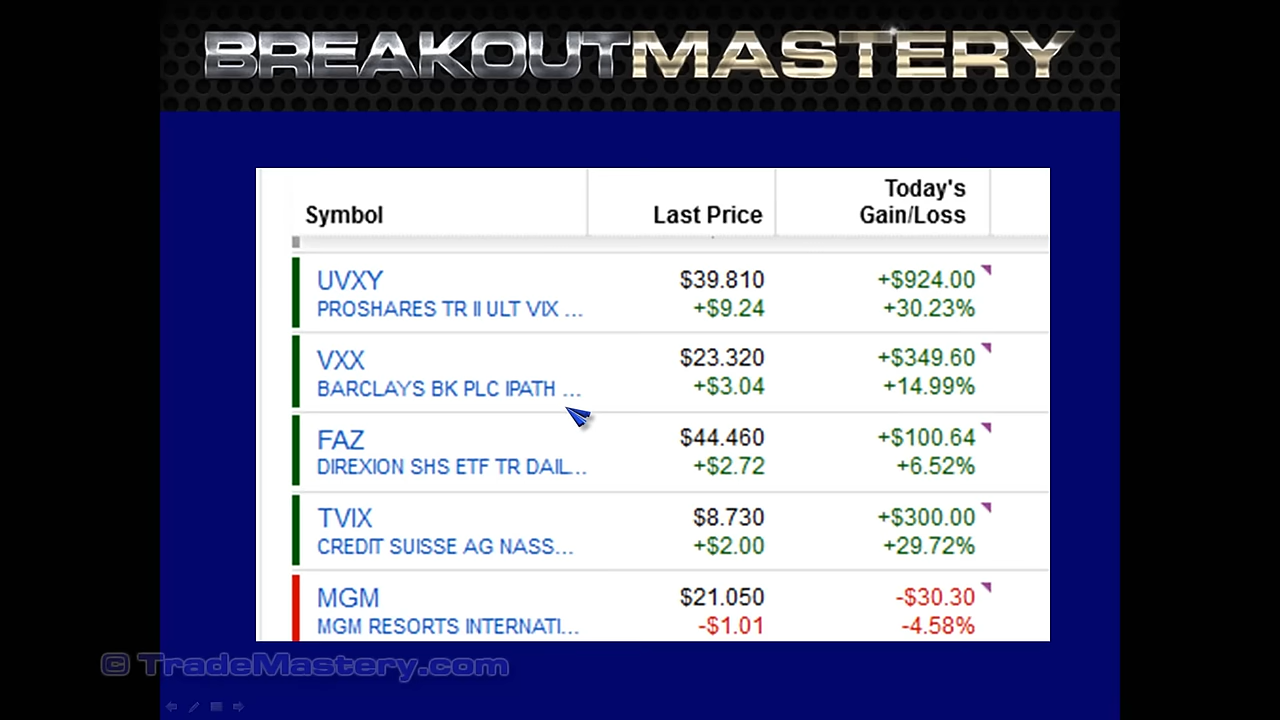 BREAKOUTMASTERY
Symbol Last Price Today's Gain/Loss
UVXY $39.810 +$924.00
PROSHARES TR II ULT VIX ... +$9.24 +30.23%
VXX $23.320 +$349.60
BARCLAYS BK PLC IPATH ... +$3.04 +14.99%
FAZ $44.460 +$100.64
DIREXION SHS ETF TR DAIL... +$2.72 +6.52%
TVIX $8.730 +$300.00
CREDIT SUISSE AG NASS... +$2.00 +29.72%
MGM $21.050 -$30.30
MGM RESORTS INTERNATI... -$1.01 -4.58%
© TradeMastery.com